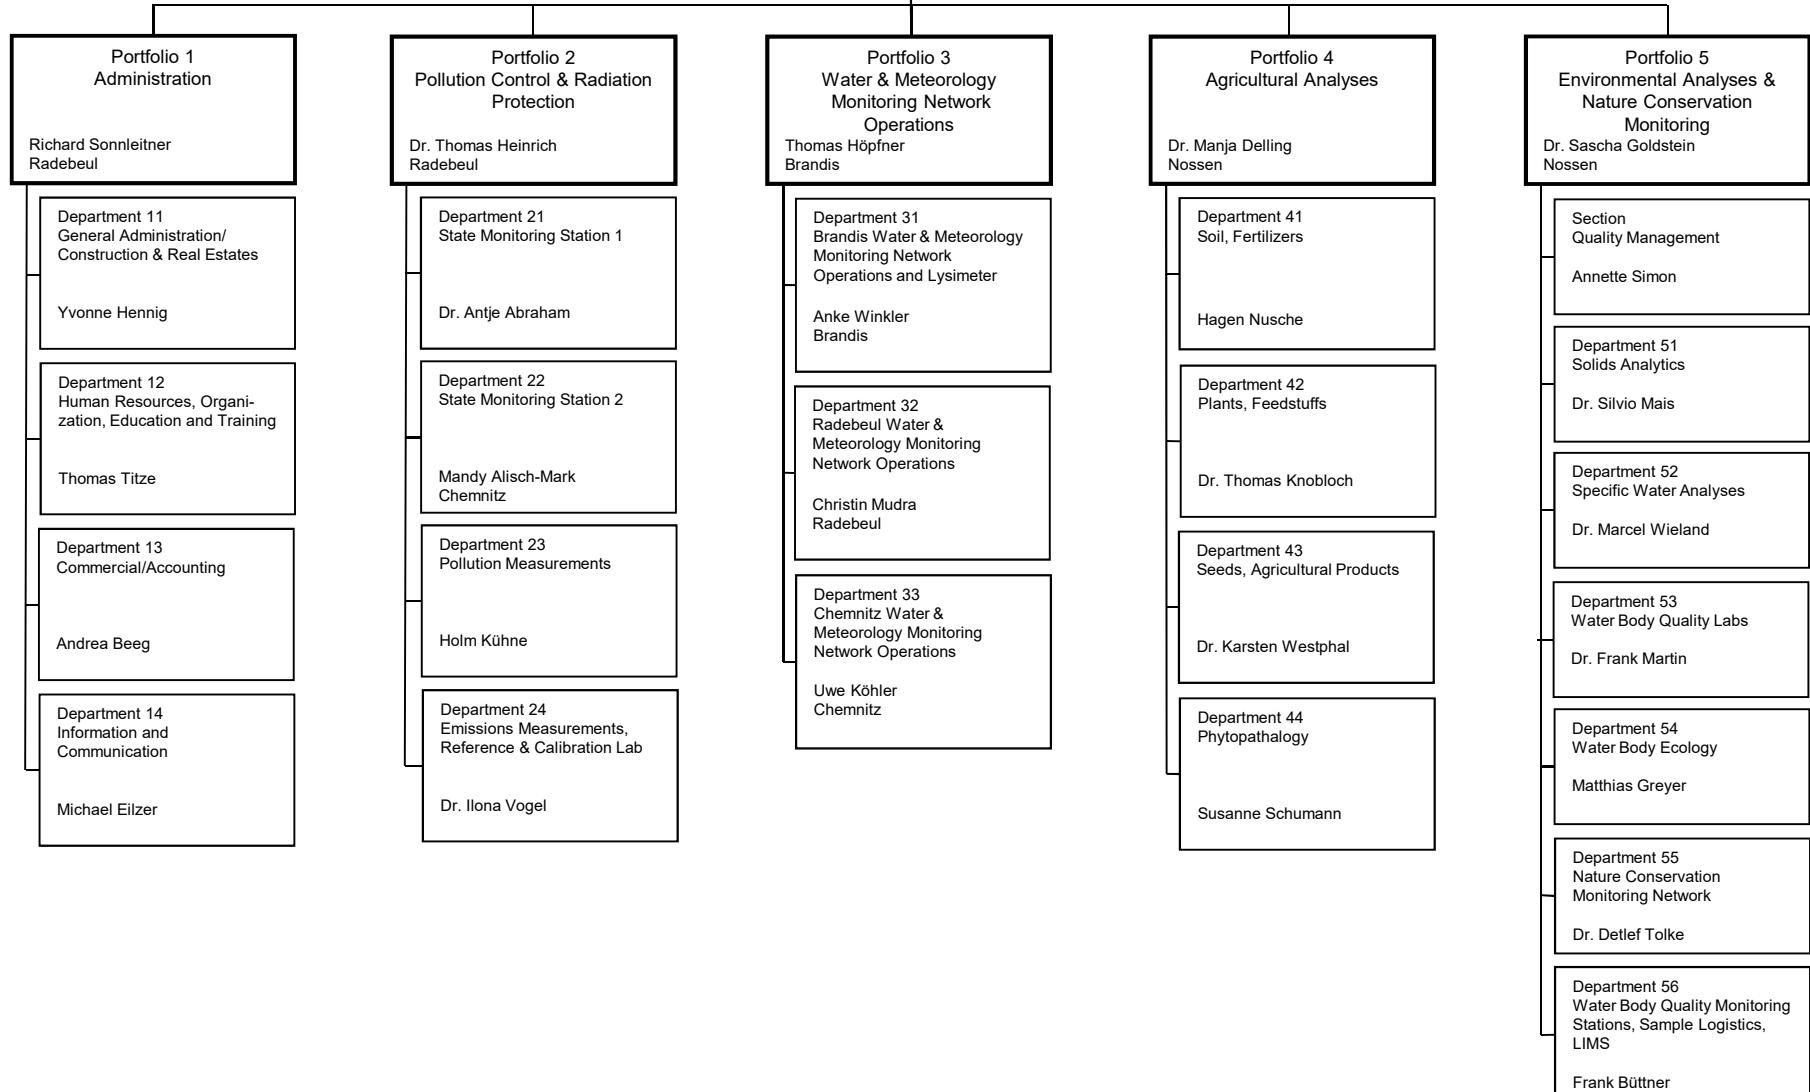 Portfolio 1
Administration
Richard Sonnleitner
Radebeul
Department 11
General Administration/
Construction & Real Estates
Yvonne Hennig
Department 12
Human Resources, Organi-
zation, Education and Training
Thomas Titze
Department 13
Commercial/Accounting
Andrea Beeg
Department 14
Information and
Communication
Michael Eilzer
Portfolio 2
Pollution Control & Radiation
Protection
Dr. Thomas Heinrich
Radebeul
Department 21
State Monitoring Station 1
Dr. Antje Abraham
Department 22
State Monitoring Station 2
Mandy Alisch-Mark
Chemnitz
Department 23
Pollution Measurements
Holm Kühne
Department 24
Emissions Measurements,
Reference & Calibration Lab
Dr. Ilona Vogel
Portfolio 3
Water & Meteorology
Monitoring Network
Operations
Thomas Höpfner
Brandis
Department 31
Brandis Water & Meteorology
Monitoring Network
Operations and Lysimeter
Anke Winkler
Brandis
Department 32
Radebeul Water &
Meteorology Monitoring
Network Operations
Christin Mudra
Radebeul
Department 33
Chemnitz Water &
Meteorology Monitoring
Network Operations
Uwe Köhler
Chemnitz
Portfolio 4
Agricultural Analyses
Dr. Manja Delling
Nossen
Department 41
Soil, Fertilizers
Hagen Nusche
Department 42
Plants, Feedstuffs
Dr. Thomas Knobloch
Department 43
Seeds, Agricultural Products
Dr. Karsten Westphal
Department 44
Phytopathalogy
Susanne Schumann
Portfolio 5
Environmental Analyses &
Nature Conservation
Monitoring
Dr. Sascha Goldstein
Nossen
Section
Quality Management
Annette Simon
Department 51
Solids Analytics
Dr. Silvio Mais
Department 52
Specific Water Analyses
Dr. Marcel Wieland
Department 53
Water Body Quality Labs
Dr. Frank Martin
Department 54
Water Body Ecology
Matthias Greyer
Department 55
Nature Conservation
Monitoring Network
Dr. Detlef Tolke
Department 56
Water Body Quality Monitoring
Stations, Sample Logistics,
LIMS
Frank Büttner